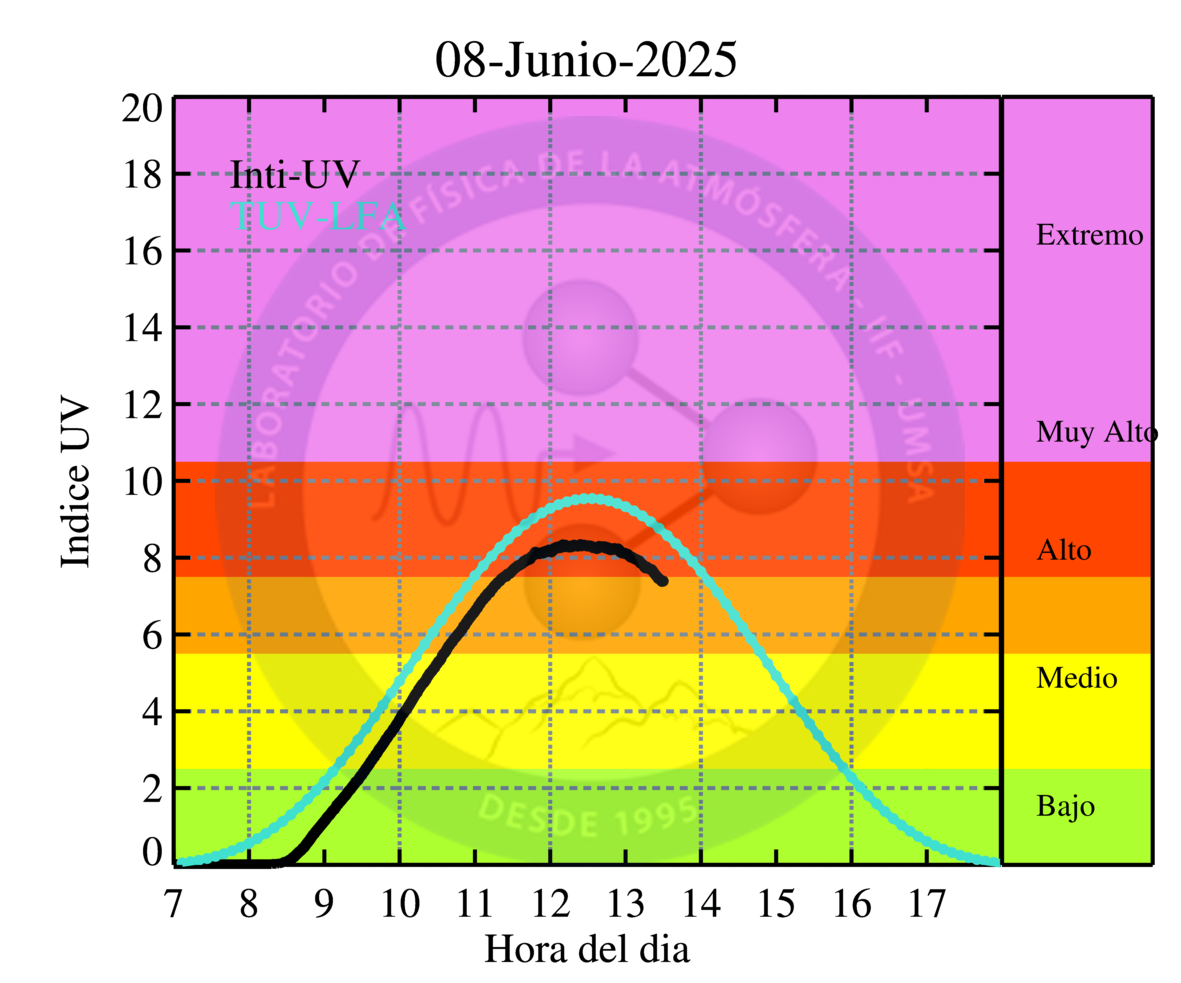 08-Junio-2025
Indice UV
20
18
16
14
12
10
8
6
4
2
0
Inti-UV
TUV-LFA
LABORATORIO DE FÍSICA DE LA ATMÓSFERA - IIF - UMSA
DESDE 1995
Extremo
Muy Alto
Alto
Medio
Bajo
7 8 9 10 11 12 13 14 15 16 17
Hora del dia